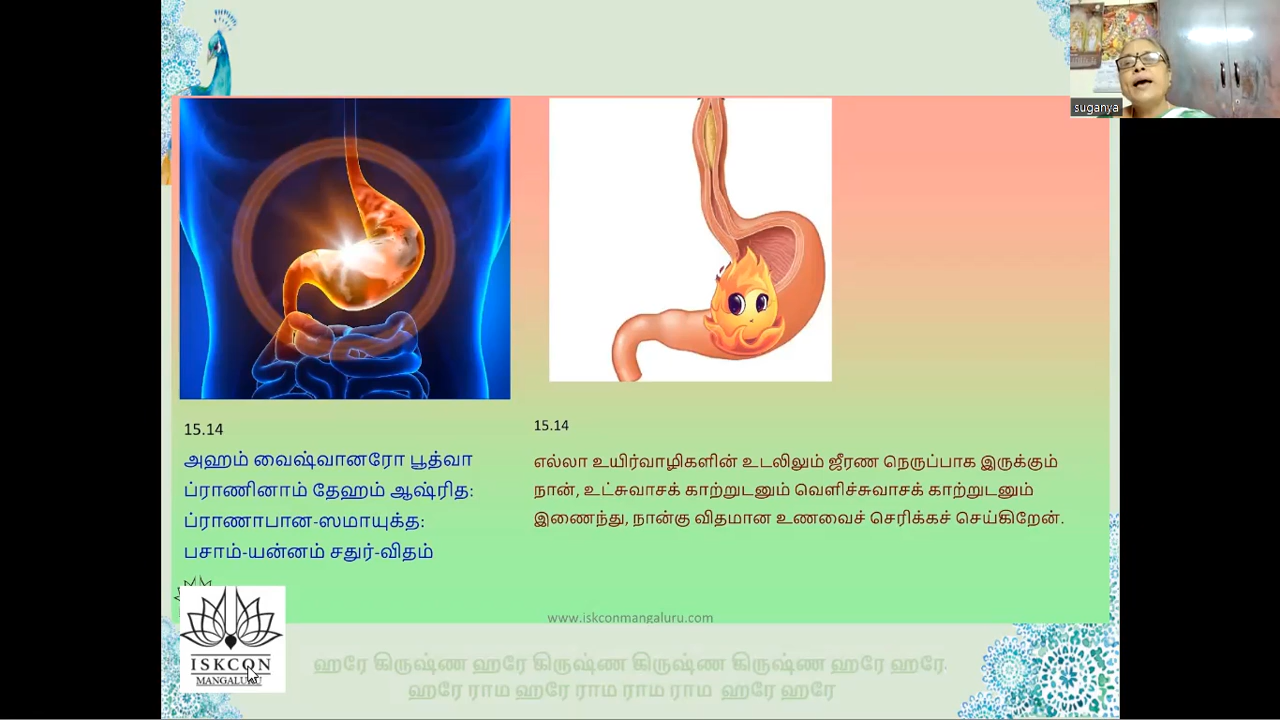 suganya
15.14
அஹம் வைஷ்வானரோ பூத்வா
ப்ராணினாம் தேஹம் ஆஷ்ரித:
ப்ராணாபான-ஸமாயுக்த:
பசாம்-யன்னம் சதுர்-விதம்
15.14
எல்லா உயிர்வாழிகளின் உடலிலும் ஜீரண நெருப்பாக இருக்கும்
நான், உட்சுவாசக் காற்றுடனும் வெளிச்சுவாசக் காற்றுடனும்
இணைந்து, நான்கு விதமான உணவைச் செரிக்கச் செய்கிறேன்.
www.iskconmangaluru.com
ISKCON
MANGALURU
ஹரே கிருஷ்ண ஹரே கிருஷ்ண கிருஷ்ண கிருஷ்ண ஹரே ஹரே
ஹரே ராம ஹரே ராம ராம ராம ஹரே ஹரே